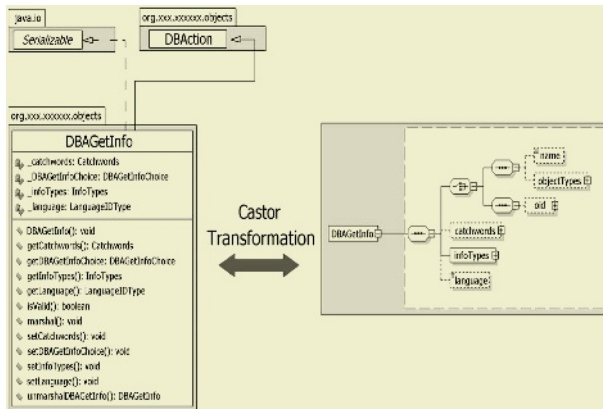 java.io
Serializable
org.xxx.xxxxxx.objects
DBAction
org.xxx.xxxxxx.objects
DBAGetInfo
_catchwords: Catchwords
_DBAGetInfoChoice: DBAGetInfoChoice
_infoTypes: InfoTypes
_language: LanguageIDType
DBAGetInfo(): void
getCatchwords(): Catchwords
getDBAGetInfoChoice: DBAGetInfoChoice
getInfoTypes(): InfoTypes
getLanguage(): LanguageIDType
isValid(): boolean
marshal(): void
setCatchwords(): void
setDBAGetInfoChoice(): void
setInfoTypes(): void
setLanguage(): void
unmarshalDBAGetInfo(): DBAGetInfo
Castor
Transformation
DBAGetInfo
name
objectTypes
oid
catchwords
infoTypes
language